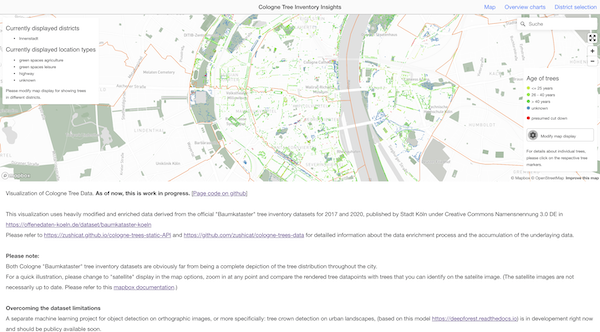 Cologne Tree Inventory Insights
Map Overview charts District selection
Currently displayed districts
Innenstadt
Currently displayed location types
green spaces agriculture
green spaces leisure
highway
unknown
Please modify map display for showing trees
in different districts.
Suche
+
−
Age of trees
<= 25 years
26 - 40 years
> 40 years
unknown
presumed cut down
Modify map display
For details about individual trees,
please click on the respective tree
markers.
© Mapbox © OpenStreetMap Improve this map
Visualization of Cologne Tree Data. As of now, this is work in progress. [Page code on github]
This visualization uses heavily modified and enriched data derived from the official "Baumkataster" tree inventory datasets for 2017 and 2020, published by Stadt Köln under Creative Commons Namensnennung 3.0 DE in
https://offenedaten-koeln.de/dataset/baumkataster-koeln
Please refer to https://zushicat.github.io/cologne-trees-static-API and https://github.com/zushicat/cologne-trees-data for detailled information about the data enrichment process and the accumulation of the underlaying data.
Please note:
Both Cologne "Baumkataster" tree inventory datasets are obviously far from being a complete depiction of the tree distribution throughout the city.
For a quick illustration, please change to "satellite" display in the map options, zoom in at any point and compare the rendered tree datapoints with trees that you can identify on the satellite image. (The satellite images are not
necessarily up to date. Please refer to this mapbox documentation.)
Overcoming the dataset limitations
A separate machine learning project for object detection on orthographic images, or more specificially: tree crown detection on urban landscapes, (based on this model https://deepforest.readthedocs.io) is in developement right now
and should be publicy available soon.